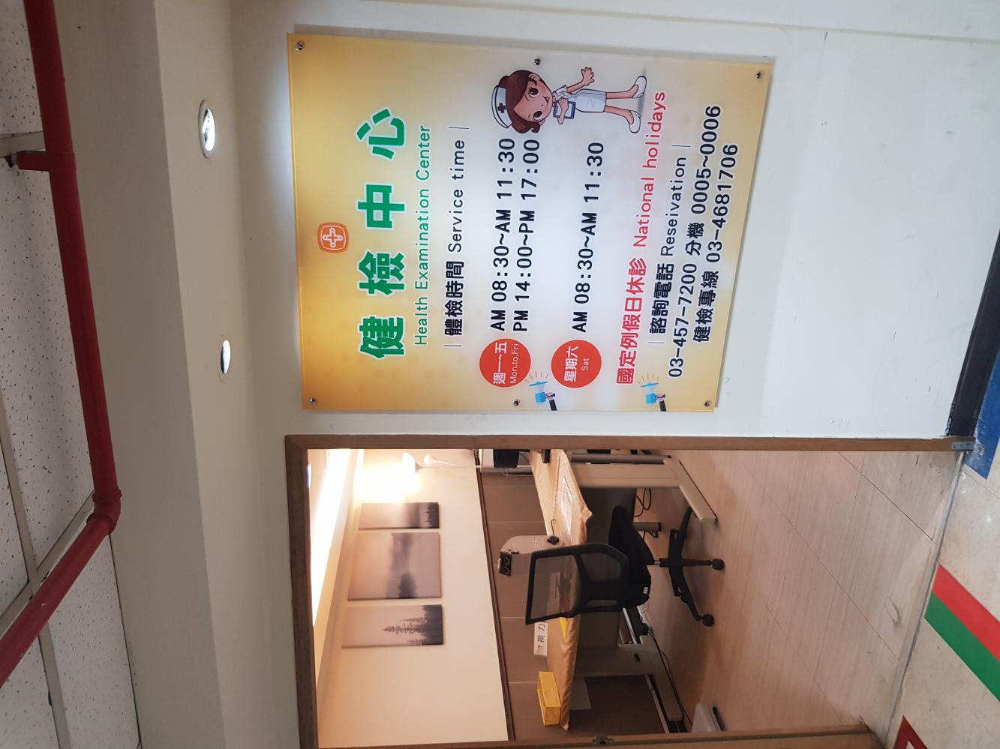 健檢中心
Health Examination Center
｜體檢時間 Service time｜
週一~五
Mon.to.Fri
AM 08:30~AM 11:30
PM 14:00~PM 17:00
星期六
Sat
AM 08:30~AM 11:30
國定例假日休診 National holidays
｜諮詢電話 Reseivation｜
03-457-7200 分機 0005~0006
健檢專線 03-4681706
視力